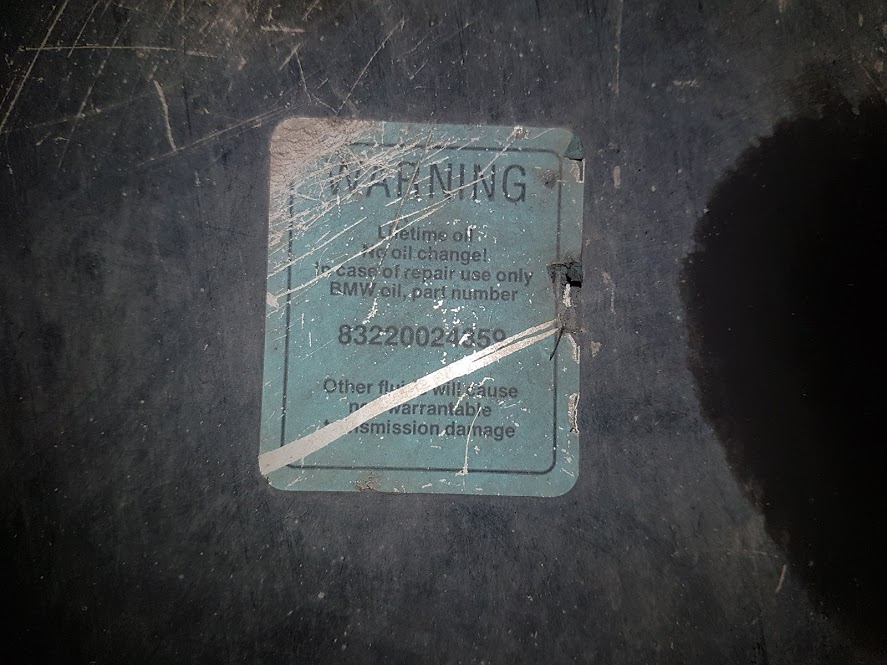 WARNING
Lifetime oil
No oil change!
In case of repair use only
BMW oil, part number
83220024359
Other fluids will cause
non warrantable
transmission damage